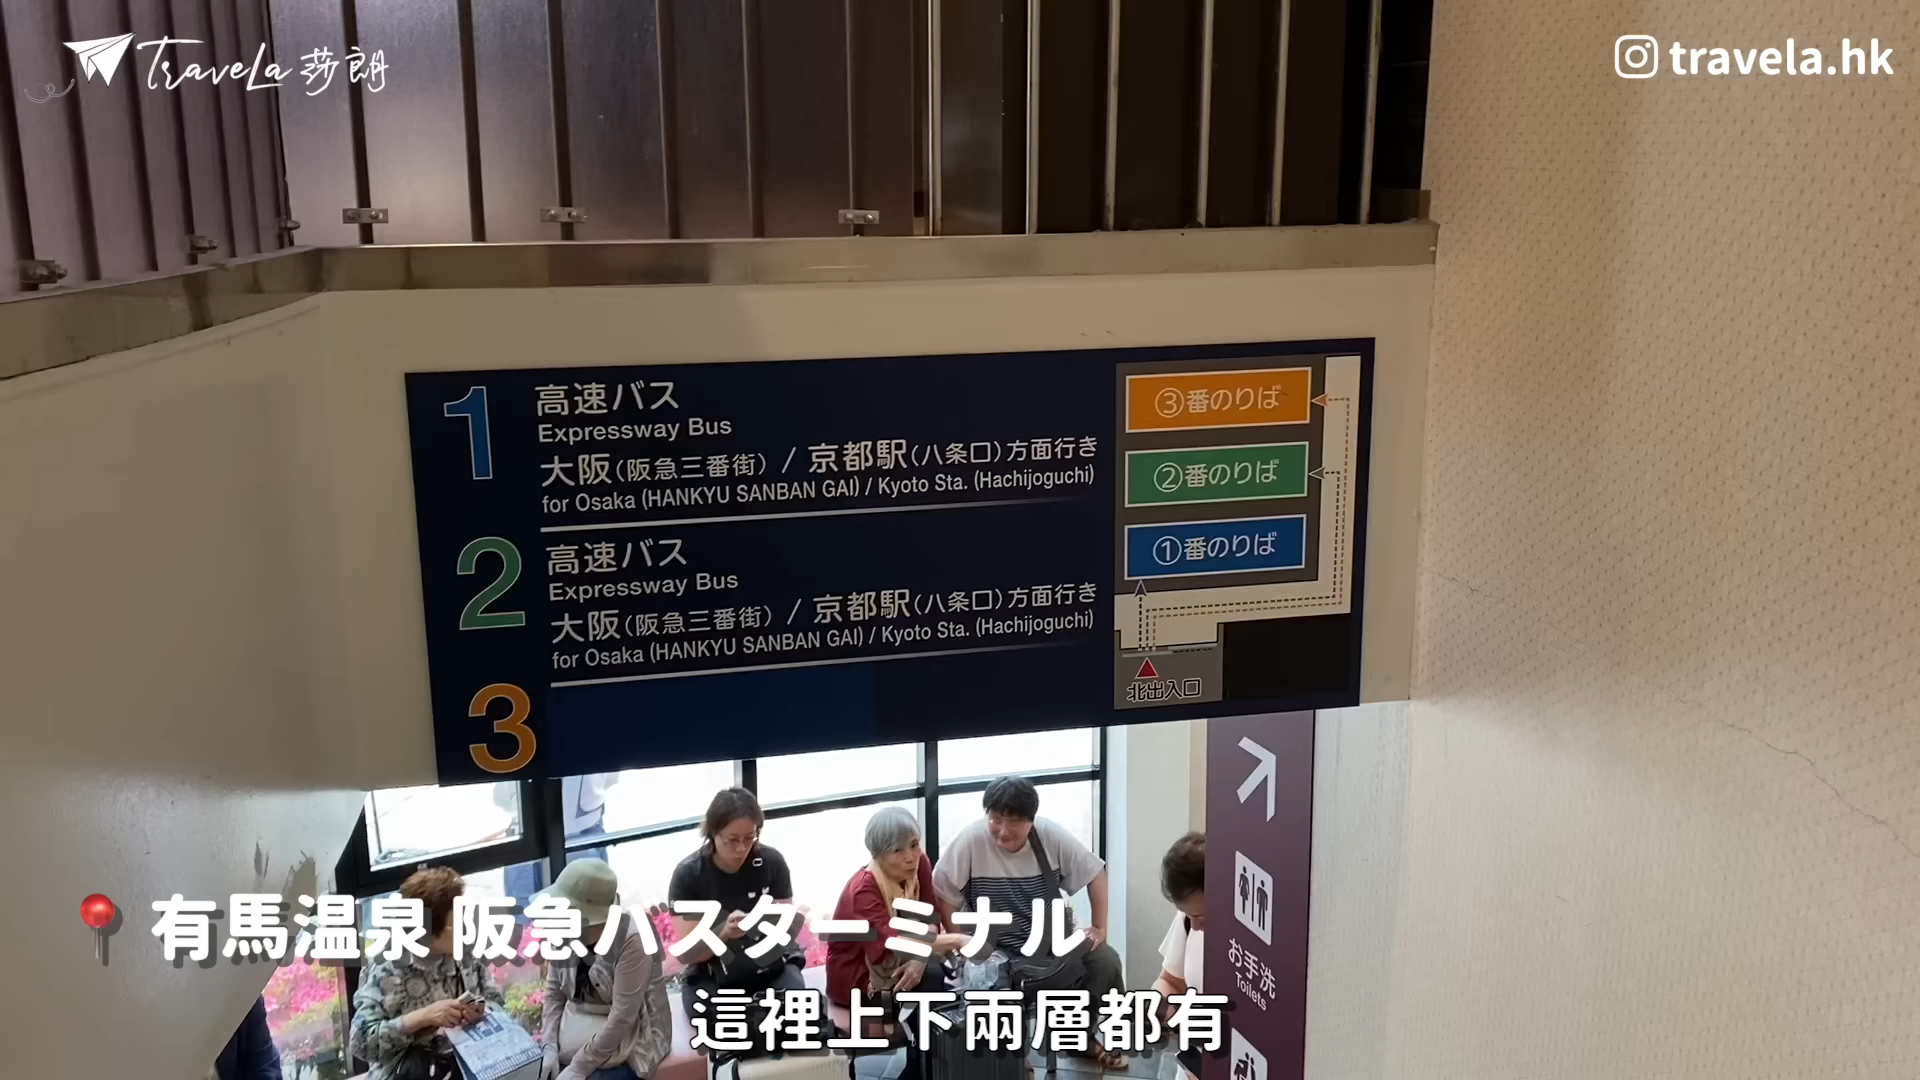 Travela 莎朗
travela.hk
1
高速バス
Expressway Bus
大阪(阪急三番街) / 京都駅(八条口)方面行き
for Osaka (HANKYU SANBAN GAI) / Kyoto Sta. (Hachijoguchi)
2
高速バス
Expressway Bus
大阪(阪急三番街) / 京都駅(八条口)方面行き
for Osaka (HANKYU SANBAN GAI) / Kyoto Sta. (Hachijoguchi)
3
③番のりば
②番のりば
①番のりば
北出入口
お手洗
Toilets
有馬温泉 阪急バスターミナル
這裡上下兩層都有